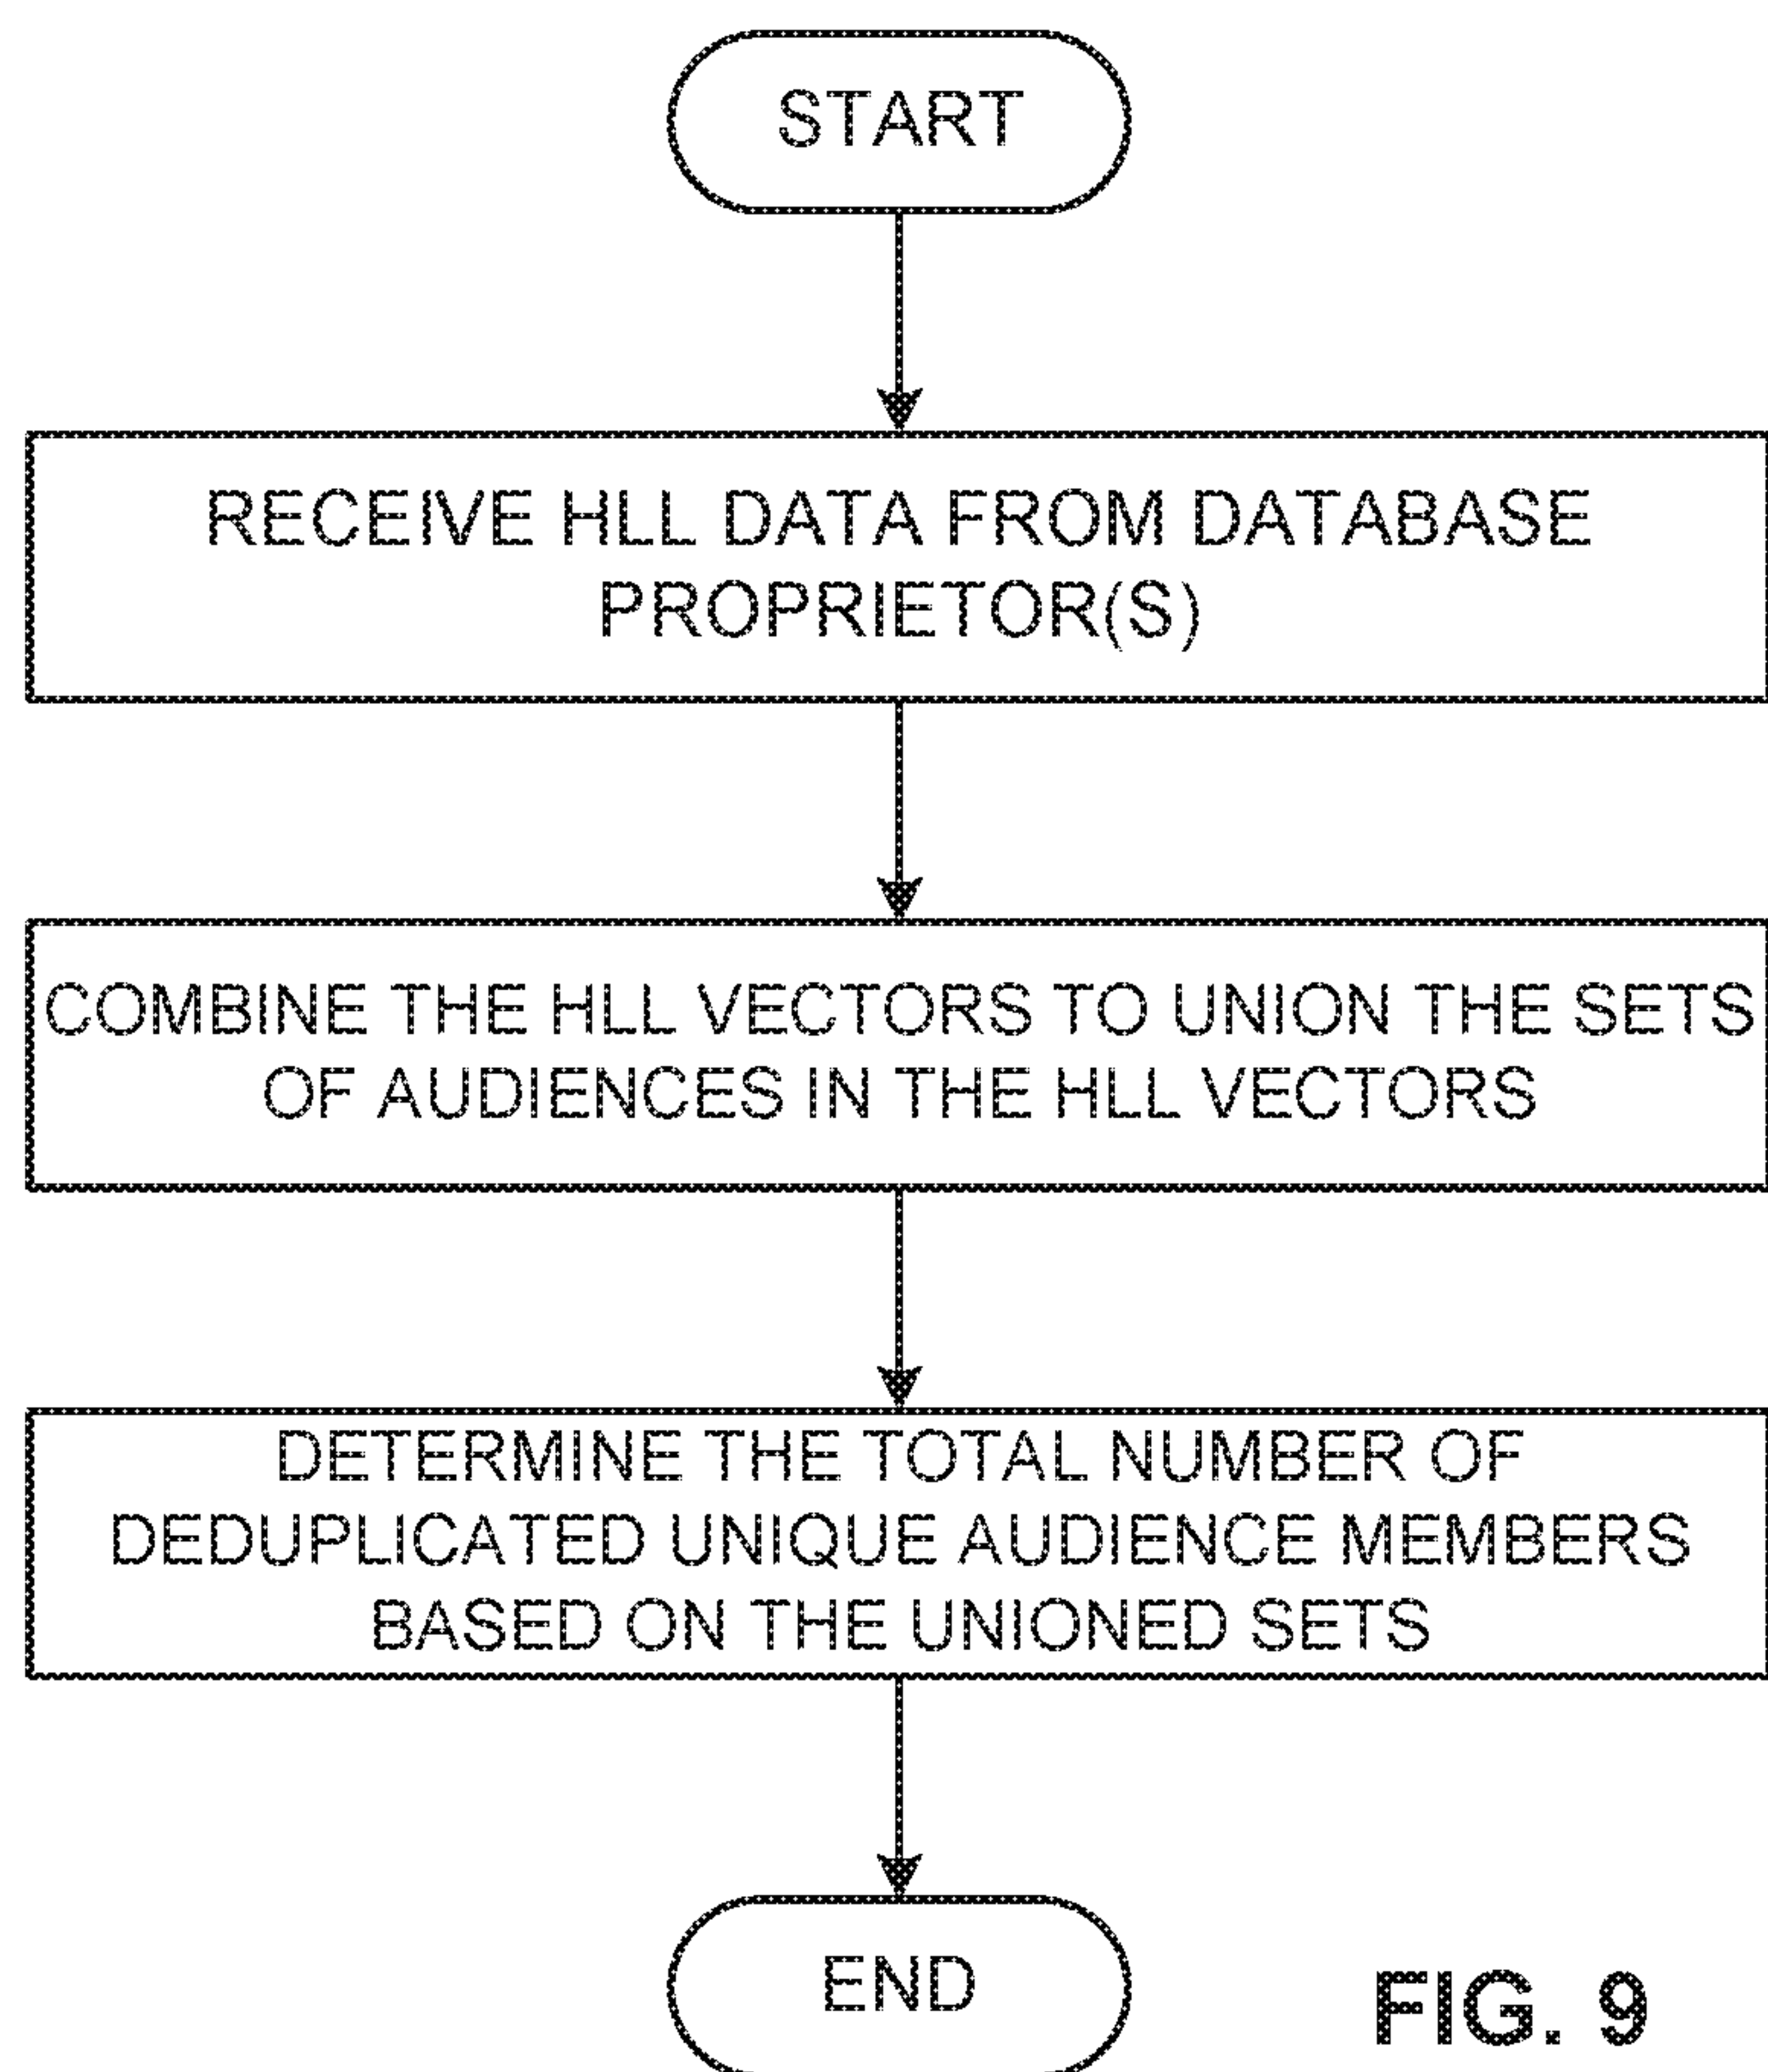 START
RECEIVE HLL DATA FROM DATABASE
PROPRIETOR(S)
COMBINE THE HLL VECTORS TO UNION THE SETS
OF AUDIENCES IN THE HLL VECTORS
DETERMINE THE TOTAL NUMBER OF
DEDUPLICATED UNIQUE AUDIENCE MEMBERS
BASED ON THE UNIONED SETS
END
FIG. 9